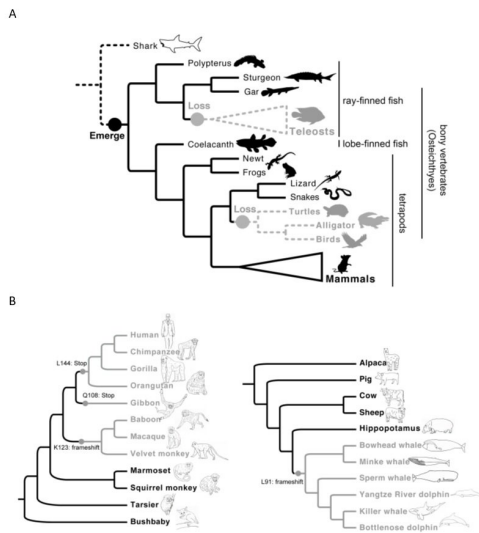 A
Shark
Polypterus
Sturgeon
Gar
Loss
Teleosts
Emerge
Coelacanth
Newt
Frogs
Lizard
Snakes
Loss
Turtles
Alligator
Birds
Mammals
ray-finned fish
lobe-finned fish
tetrapods
bony vertebrates
(Osteichthyes)
B
Human
Chimpanzee
L144: Stop
Gorilla
Orangutan
Q108: Stop
Gibbon
Baboon
Macaque
K123: frameshift
Velvet monkey
Marmoset
Squirrel monkey
Tarsier
Bushbaby
Alpaca
Pig
Cow
Sheep
Hippopotamus
Bowhead whale
Minke whale
Sperm whale
L91: frameshift
Yangtze River dolphin
Killer whale
Bottlenose dolphin